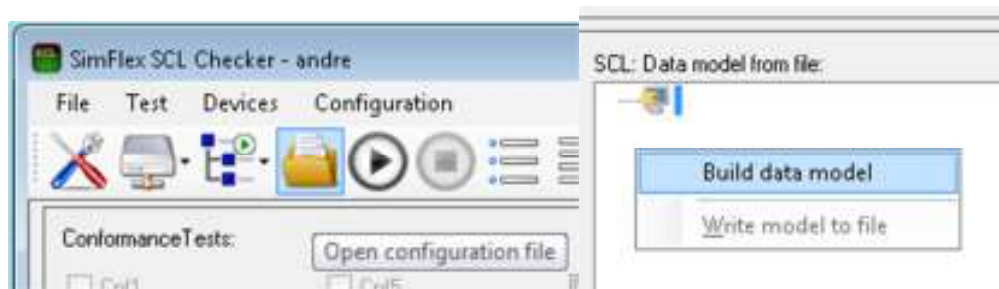 SimFlex SCL Checker - andre
File Test Devices Configuration
ConformanceTests:
Open configuration file
SCL: Data model from file:
Build data model
Write model to file